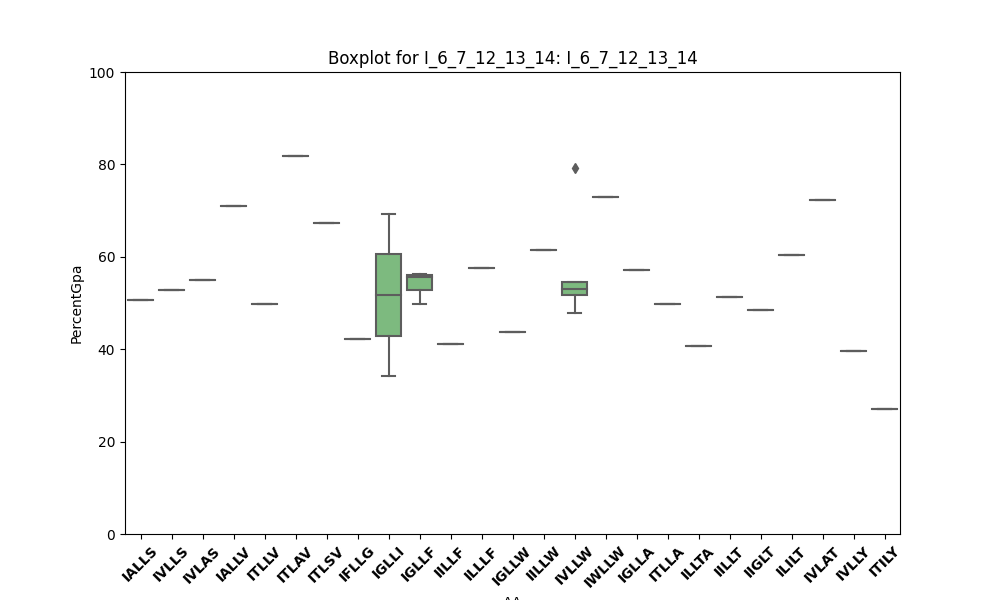 Boxplot for I_6_7_12_13_14: I_6_7_12_13_14
100
80
60
40
20
0
PercentGpa
IALLS IVLLS IVLAS IALLV ITLLV ITLAV ITLSV IFLLG IGLLI IGLLF IILLF ILLLF IGLLW IILLW IVLLW IWLLW IGLLA ITLLA ILLTA IILLT IIGLT ILILT IVLAT IVLLY ITILY